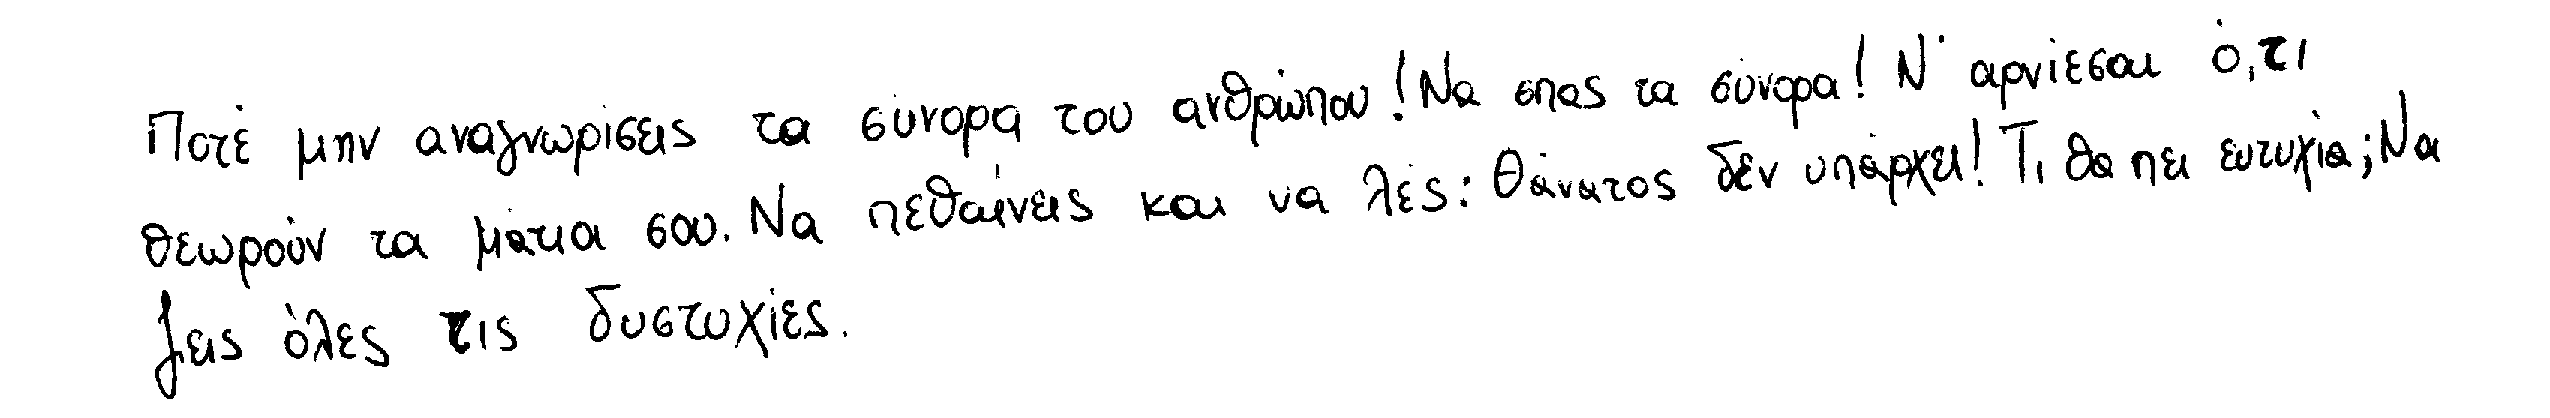 Ποτέ μην αναγνωρίσεις τα σύνορα του ανθρώπου! Να σπας τα σύνορα! Ν' αρνιέσαι ό,τι
θεωρούν τα μάτια σου. Να πεθαίνεις και να λές: Θάνατος δεν υπάρχει! Τι θα πει ευτυχία; Να
ζεις όλες τις δυστυχίες.